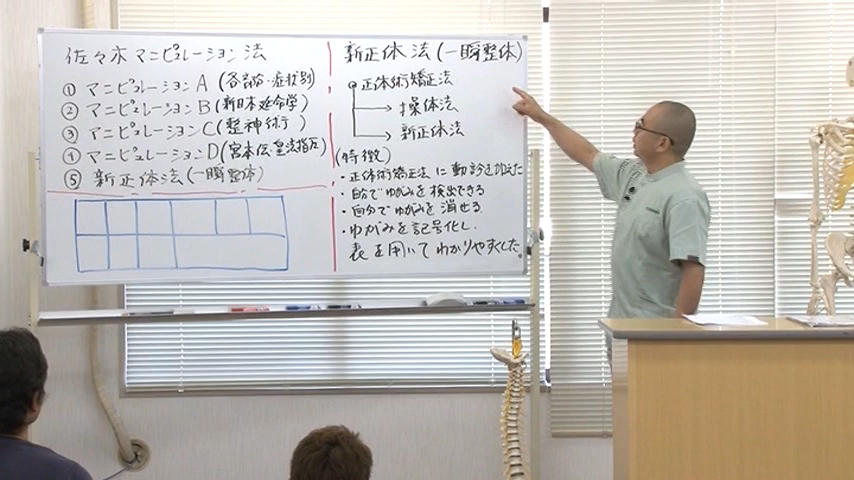 佐々木マニピュレーション法
① マニピュレーションA (各部分・症状別)
② マニピュレーションB (新日本延命学)
③ マニピュレーションC (整神術)
④ マニピュレーションD (宮本伝・皇法指圧)
⑤ 新正体法 (一瞬整体)
新正体法 (一瞬整体)
正体術矯正法
→ 操体法
→ 新正体法
(特徴)
・正体術矯正法に動診を加えた
・自分でゆがみを検出できる
・自分でゆがみを消せる
・ゆがみを記号化し、
表を用いてわかりやすくした